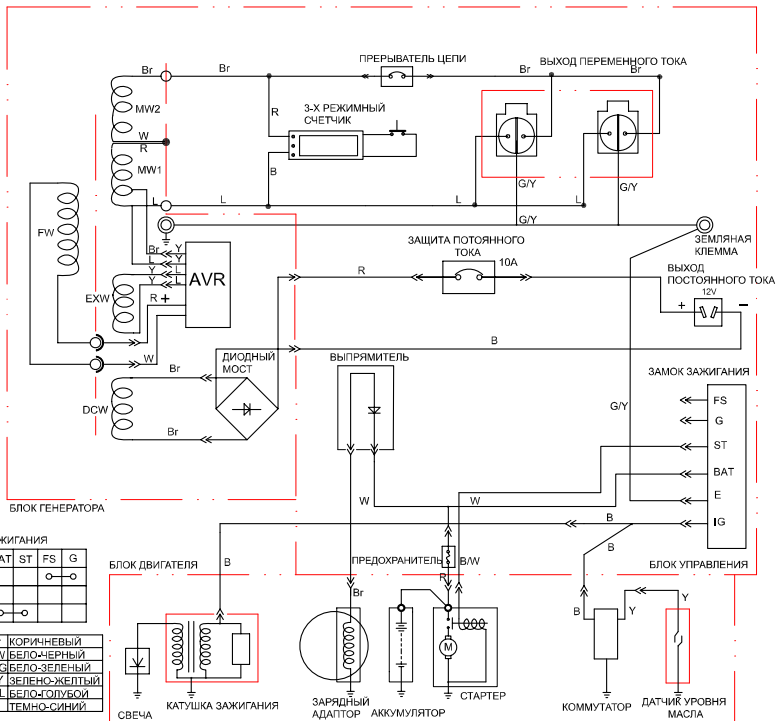 ПРЕРЫВАТЕЛЬ ЦЕПИ
ВЫХОД ПЕРЕМЕННОГО ТОКА
Br
Br
Br
Br
MW2
R
3-Х РЕЖИМНЫЙ
СЧЕТЧИК
W
R
MW1
B
G/Y
G/Y
L
L
L
L
G/Y
FW
ЗЕМЛЯНАЯ
КЛЕММА
Br Y
L Y
Y L
Y L
AVR
ЗАЩИТА ПОТОЯННОГО
ТОКА
10A
R
ВЫХОД
ПОСТОЯННОГО ТОКА
12V
+
−
EXW
R +
W
B
Br
ДИОДНЫЙ
МОСТ
ВЫПРЯМИТЕЛЬ
ЗАМОК ЗАЖИГАНИЯ
DCW
Br
G/Y
FS
G
ST
BAT
E
IG
W
W
B
B
БЛОК ГЕНЕРАТОРА
ЖИГАНИЯ
AT ST FS G
БЛОК ДВИГАТЕЛЯ
B
ПРЕДОХРАНИТЕЛЬ
B/W
R
БЛОК УПРАВЛЕНИЯ
Br
B
Y
Y
M
КОРИЧНЕВЫЙ
W БЕЛО-ЧЕРНЫЙ
G БЕЛО-ЗЕЛЕНЫЙ
Y ЗЕЛЕНО-ЖЕЛТЫЙ
L БЕЛО-ГОЛУБОЙ
ТЕМНО-СИНИЙ
СВЕЧА
КАТУШКА ЗАЖИГАНИЯ
ЗАРЯДНЫЙ
АДАПТОР
АККУМУЛЯТОР
СТАРТЕР
КОММУТАТОР
ДАТЧИК УРОВНЯ
МАСЛА